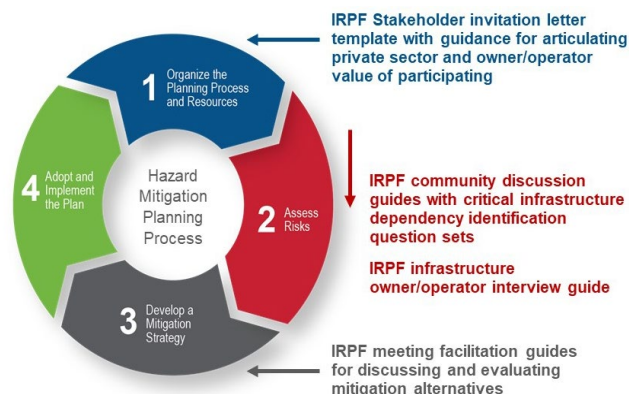 IRPF Stakeholder invitation letter
template with guidance for articulating
private sector and owner/operator
value of participating
1 Organize the
Planning Process
and Resources
4 Adopt and
Implement
the Plan
Hazard
Mitigation
Planning
Process
2 Assess
Risks
IRPF community discussion
guides with critical infrastructure
dependency identification
question sets
IRPF infrastructure
owner/operator interview guide
3 Develop a
Mitigation
Strategy
IRPF meeting facilitation guides
for discussing and evaluating
mitigation alternatives